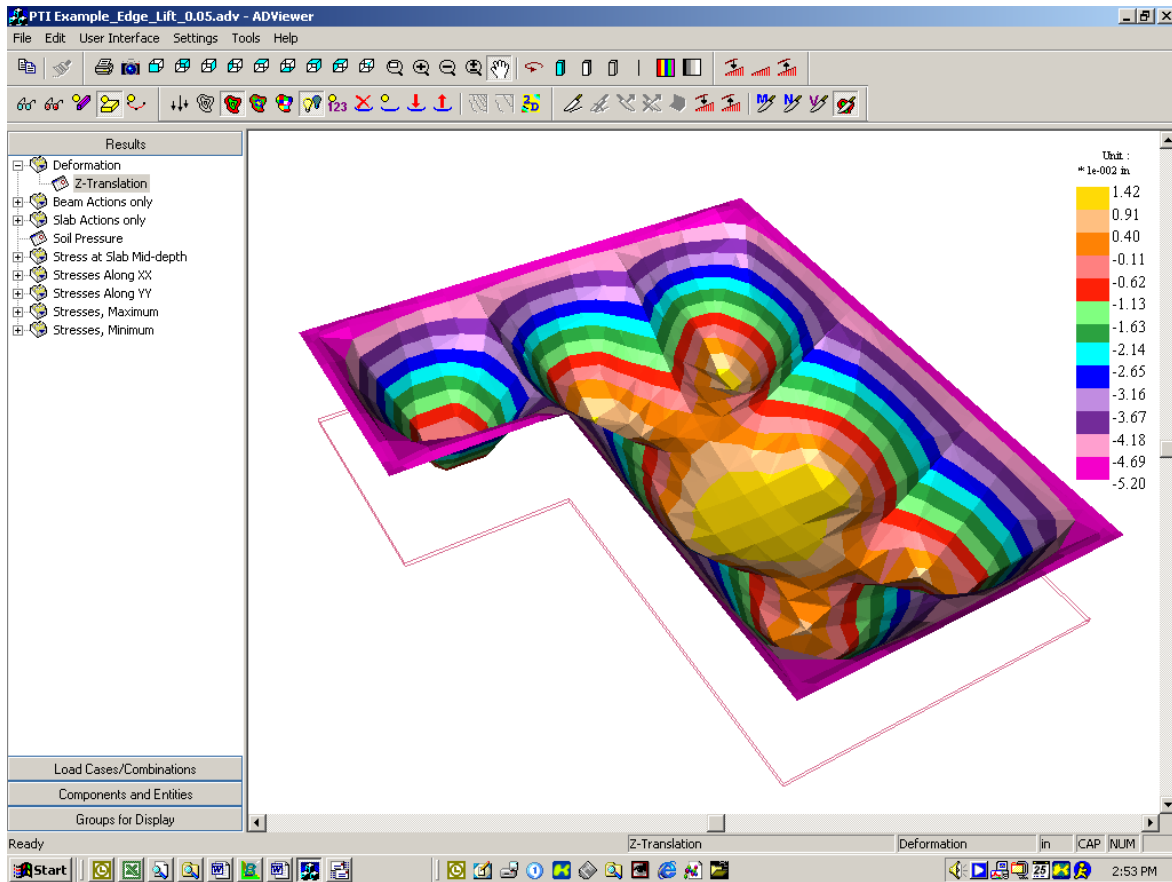 PTI Example_Edge_Lift_0.05.adv - ADViewer
File Edit User Interface Settings Tools Help
123
2D
M N V
Results
Deformation
Z-Translation
Beam Actions only
Slab Actions only
Soil Pressure
Stress at Slab Mid-depth
Stresses Along XX
Stresses Along YY
Stresses, Maximum
Stresses, Minimum
Unit :
* 1e-002 in
1.42
0.91
0.40
-0.11
-0.62
-1.13
-1.63
-2.14
-2.65
-3.16
-3.67
-4.18
-4.69
-5.20
Load Cases/Combinations
Components and Entities
Groups for Display
Ready Z-Translation Deformation in CAP NUM
Start 25 2:53 PM